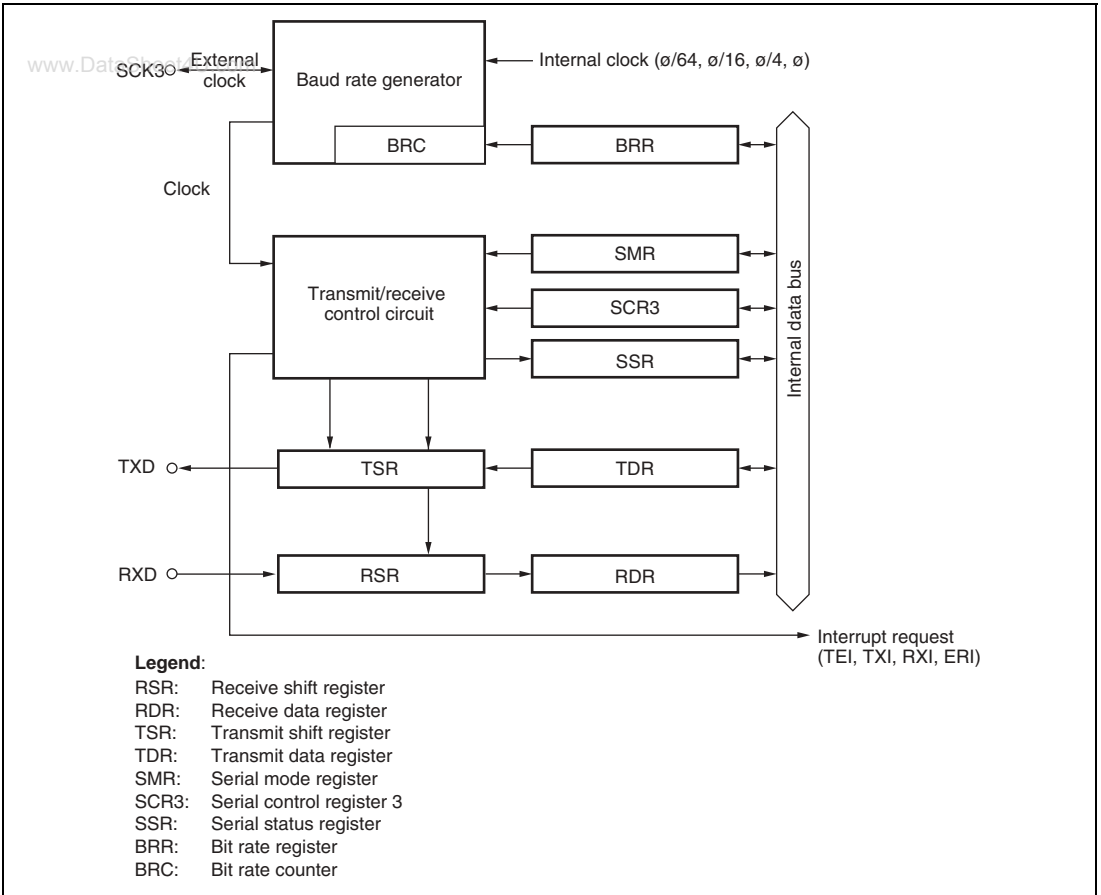 www.DataSheet4U.com
External
SCK3
clock
Baud rate generator
Internal clock (ø/64, ø/16, ø/4, ø)
BRC
BRR
Clock
Transmit/receive
control circuit
SMR
SCR3
SSR
Internal data bus
TXD
TSR
TDR
RXD
RSR
RDR
Interrupt request
(TEI, TXI, RXI, ERI)
Legend:
RSR: Receive shift register
RDR: Receive data register
TSR: Transmit shift register
TDR: Transmit data register
SMR: Serial mode register
SCR3: Serial control register 3
SSR: Serial status register
BRR: Bit rate register
BRC: Bit rate counter